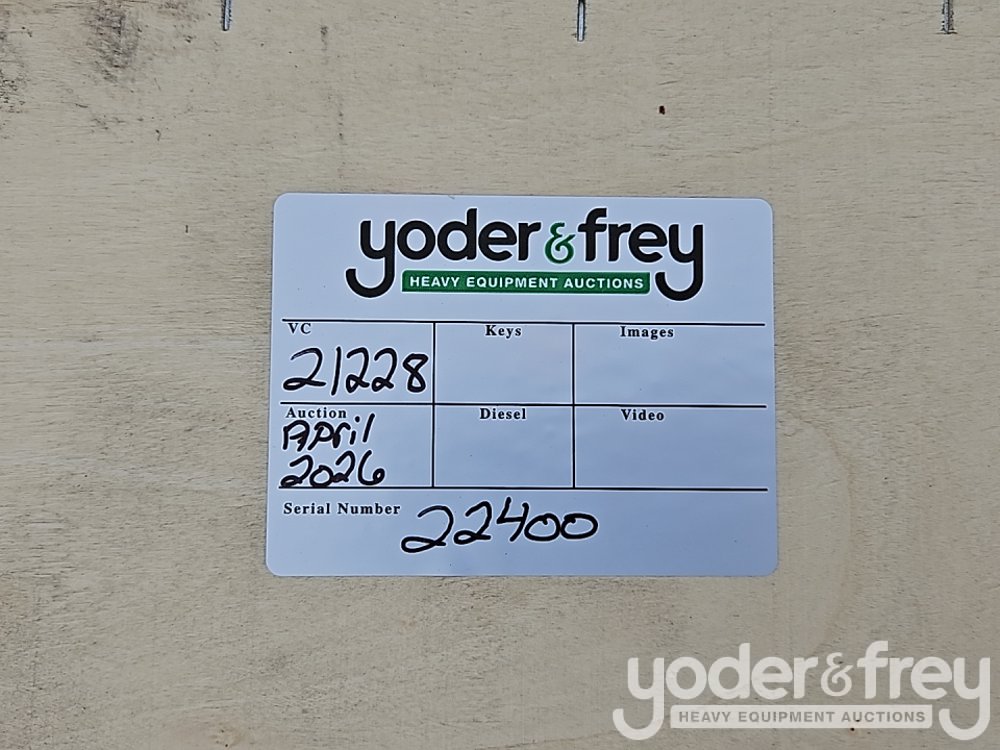 yoder & frey
HEAVY EQUIPMENT AUCTIONS
VC Keys Images
21228
Auction Diesel Video
April
2026
Serial Number 22400
yoder & frey
HEAVY EQUIPMENT AUCTIONS